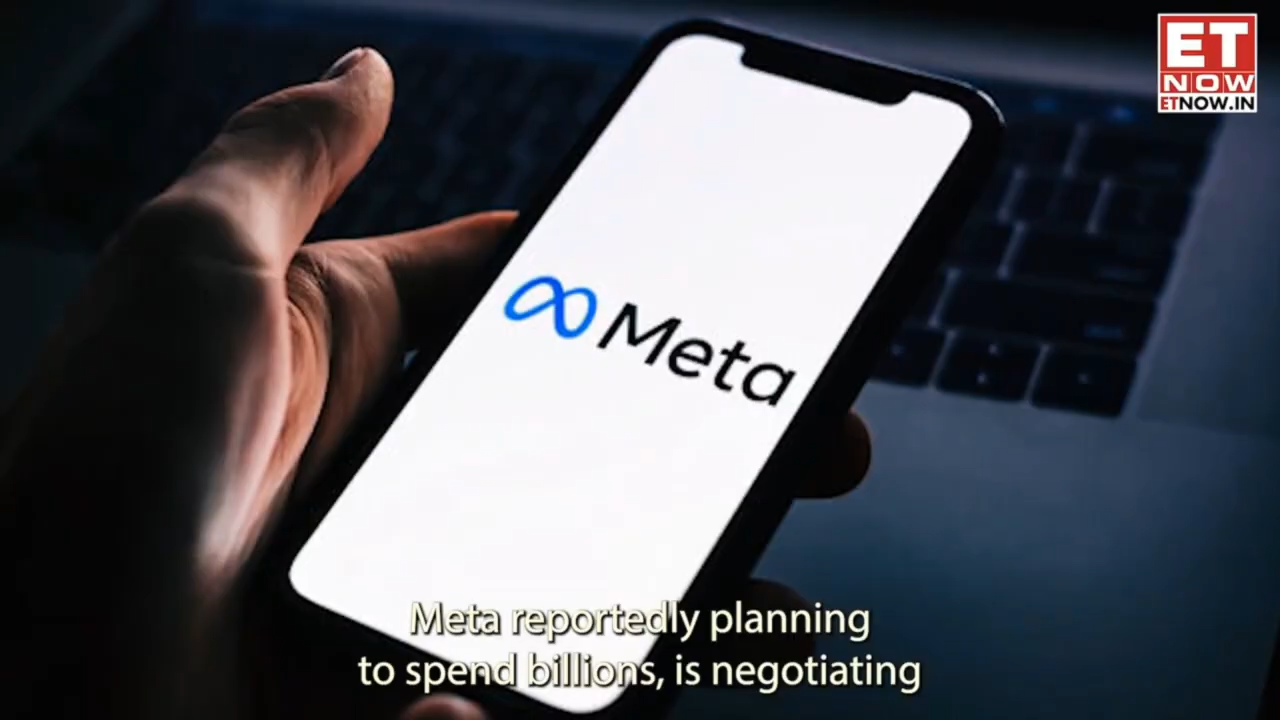 ET
NOW
ETNOW.IN
Meta
Meta reportedly planning
to spend billions, is negotiating